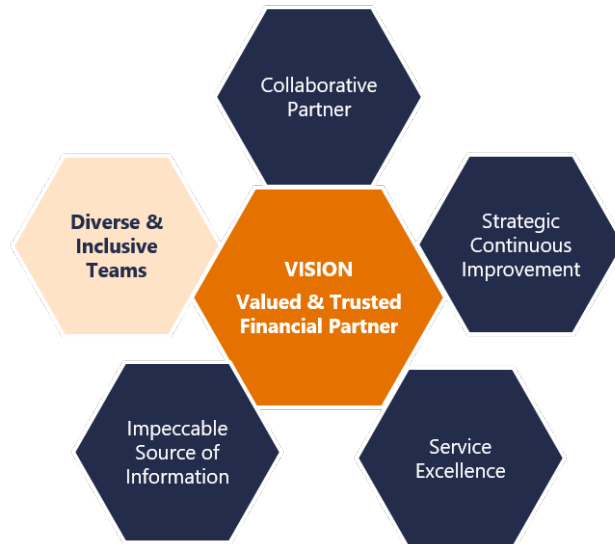 Collaborative
Partner
Diverse &
Inclusive
Teams
Strategic
Continuous
Improvement
VISION
Valued & Trusted
Financial Partner
Impeccable
Source of
Information
Service
Excellence